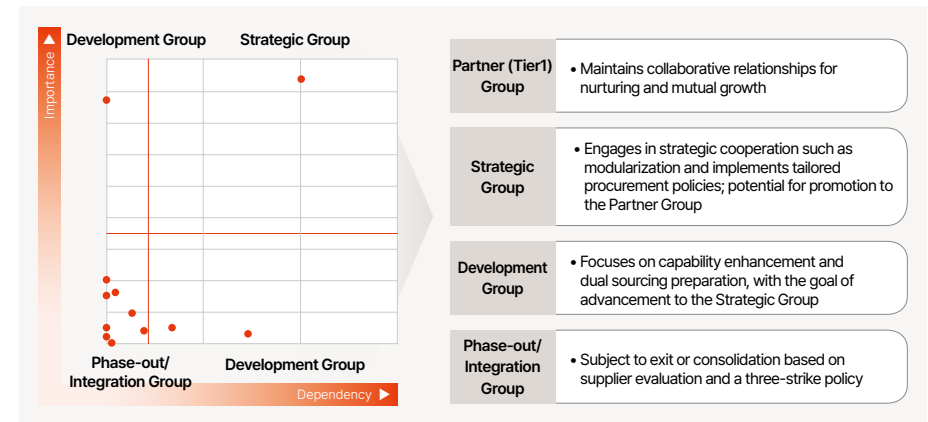 Importance
Development Group
Strategic Group
Phase-out/
Integration Group
Development Group
Dependency
Partner (Tier1)
Group
• Maintains collaborative relationships for
nurturing and mutual growth
Strategic
Group
• Engages in strategic cooperation such as
modularization and implements tailored
procurement policies; potential for promotion to
the Partner Group
Development
Group
• Focuses on capability enhancement and
dual sourcing preparation, with the goal of
advancement to the Strategic Group
Phase-out/
Integration
Group
• Subject to exit or consolidation based on
supplier evaluation and a three-strike policy